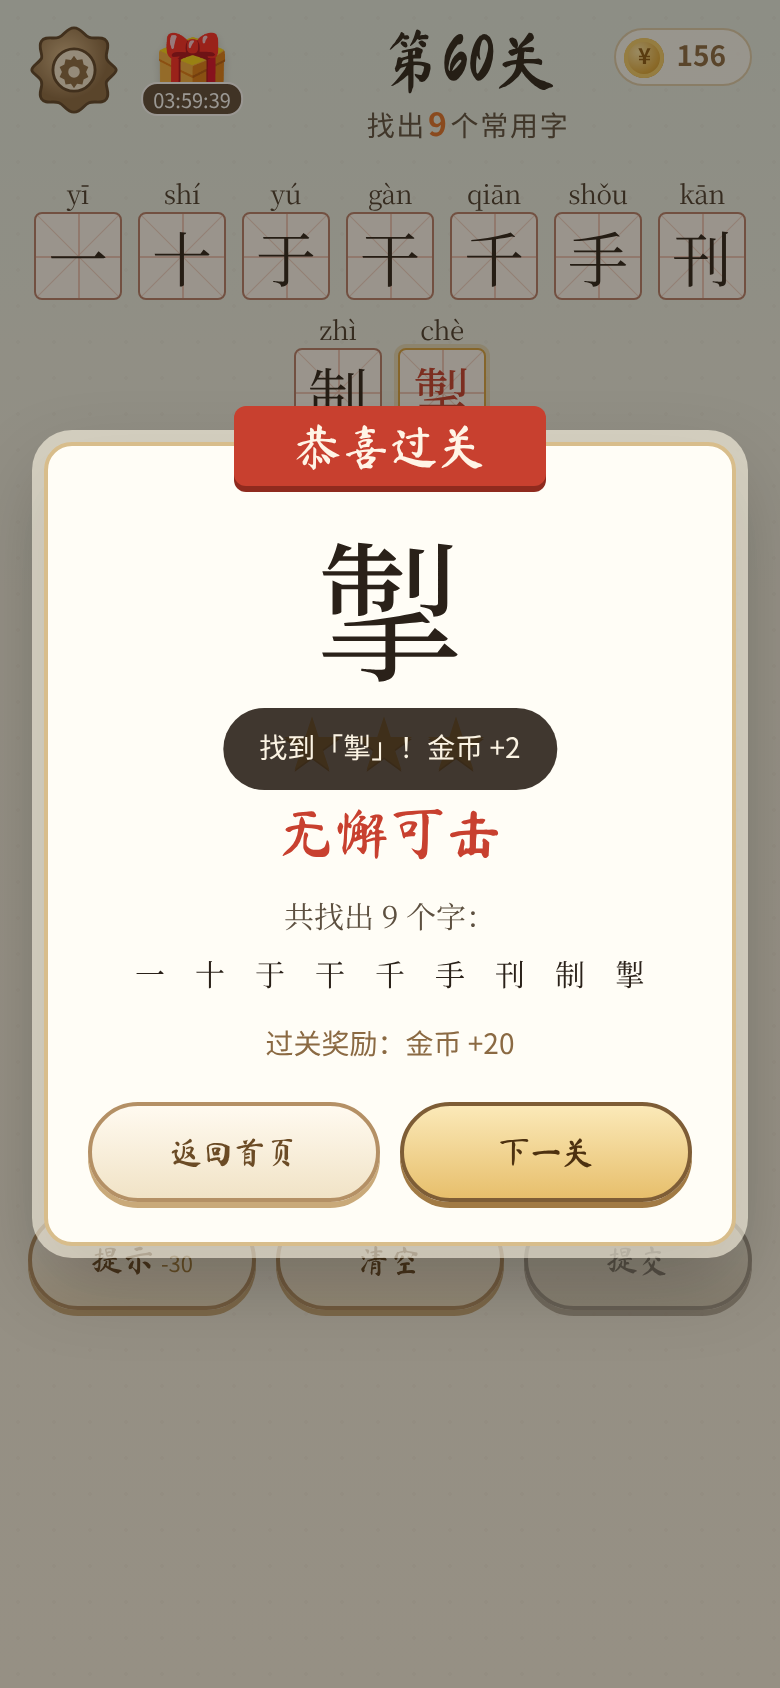 第60关
¥ 156
03:59:39
找出9个常用字
yī shí yú gàn qiān shǒu kān
一 十 于 干 千 手 刊
zhì chè
制 掣
恭喜过关
掣
找到「掣」！金币 +2
无懈可击
共找出 9 个字：
一 十 于 干 千 手 刊 制 掣
过关奖励：金币 +20
返回首页 下一关
提示 -30 清空 提交